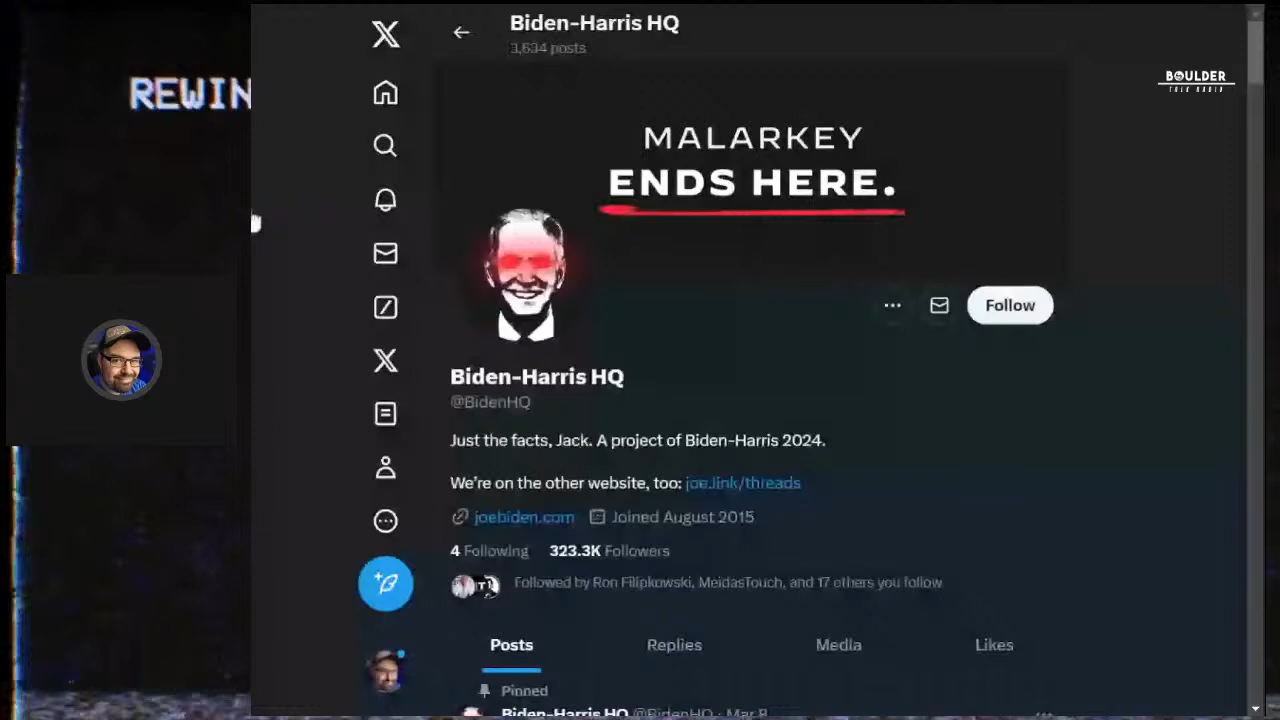 Biden-Harris HQ
3,634 posts
REWIN
BOULDER
TALK RADIO
MALARKEY
ENDS HERE.
Follow
Biden-Harris HQ
@BidenHQ
Just the facts, Jack. A project of Biden-Harris 2024.
We're on the other website, too: joe.link/threads
joebiden.com Joined August 2015
4 Following 323.3K Followers
Followed by Ron Filipkowski, MeidasTouch, and 17 others you follow
Posts Replies Media Likes
Pinned
Biden-Harris HQ @BidenHQ · Mar 8